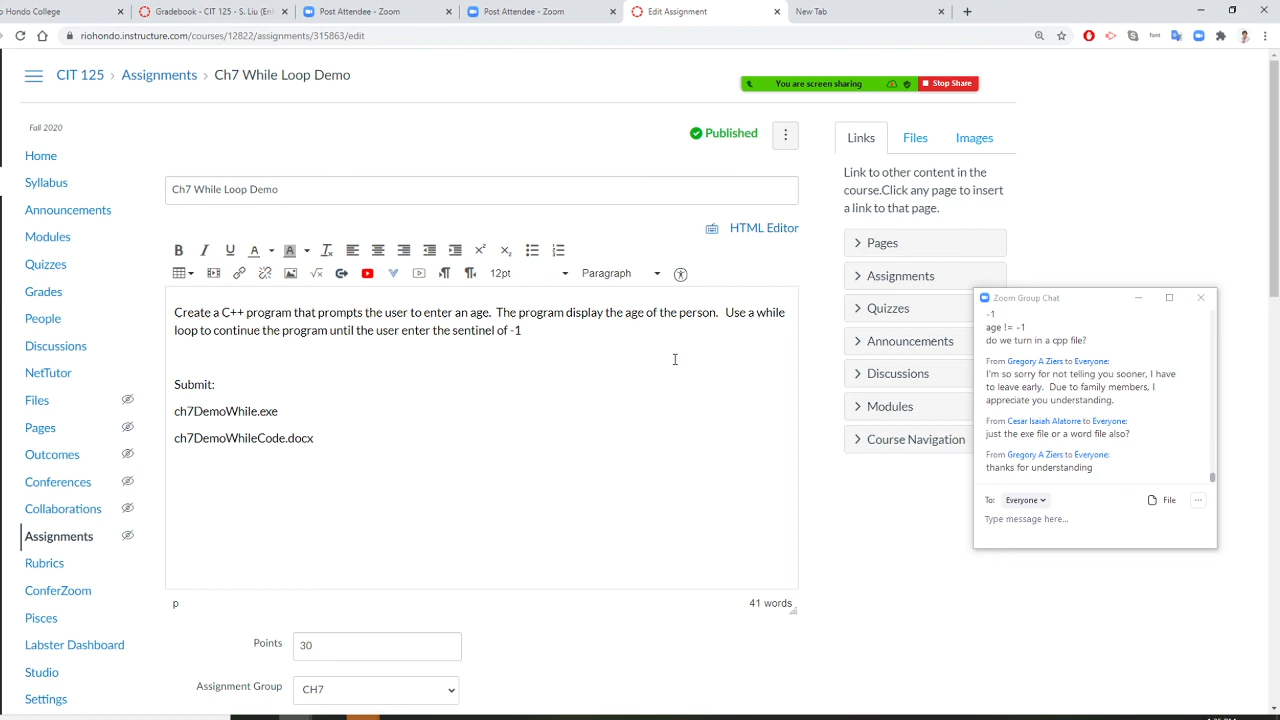 o Hondo College
Gradebook - CIT 125 - S. Liu (Enh
Post Attendee - Zoom
Post Attendee - Zoom
Edit Assignment
New Tab
riohondo.instructure.com/courses/12822/assignments/315863/edit
CIT 125 › Assignments › Ch7 While Loop Demo
You are screen sharing
Stop Share
Fall 2020
Home
Syllabus
Announcements
Modules
Quizzes
Grades
People
Discussions
NetTutor
Files
Pages
Outcomes
Conferences
Collaborations
Assignments
Rubrics
ConferZoom
Pisces
Labster Dashboard
Studio
Settings
Published
Ch7 While Loop Demo
HTML Editor
12pt
Paragraph
Create a C++ program that prompts the user to enter an age. The program display the age of the person. Use a while
loop to continue the program until the user enter the sentinel of -1
Submit:
ch7DemoWhile.exe
ch7DemoWhileCode.docx
p
41 words
Points
30
Assignment Group
CH7
Links
Files
Images
Link to other content in the
course.Click any page to insert
a link to that page.
Pages
Assignments
Quizzes
Announcements
Discussions
Modules
Course Navigation
Zoom Group Chat
-1
age != -1
do we turn in a cpp file?
From Gregory A Ziers to Everyone:
I'm so sorry for not telling you sooner, I have
to leave early. Due to family members, I
appreciate you understanding.
From Cesar Isaiah Alatorre to Everyone:
just the exe file or a word file also?
From Gregory A Ziers to Everyone:
thanks for understanding
To: Everyone
File
Type message here...